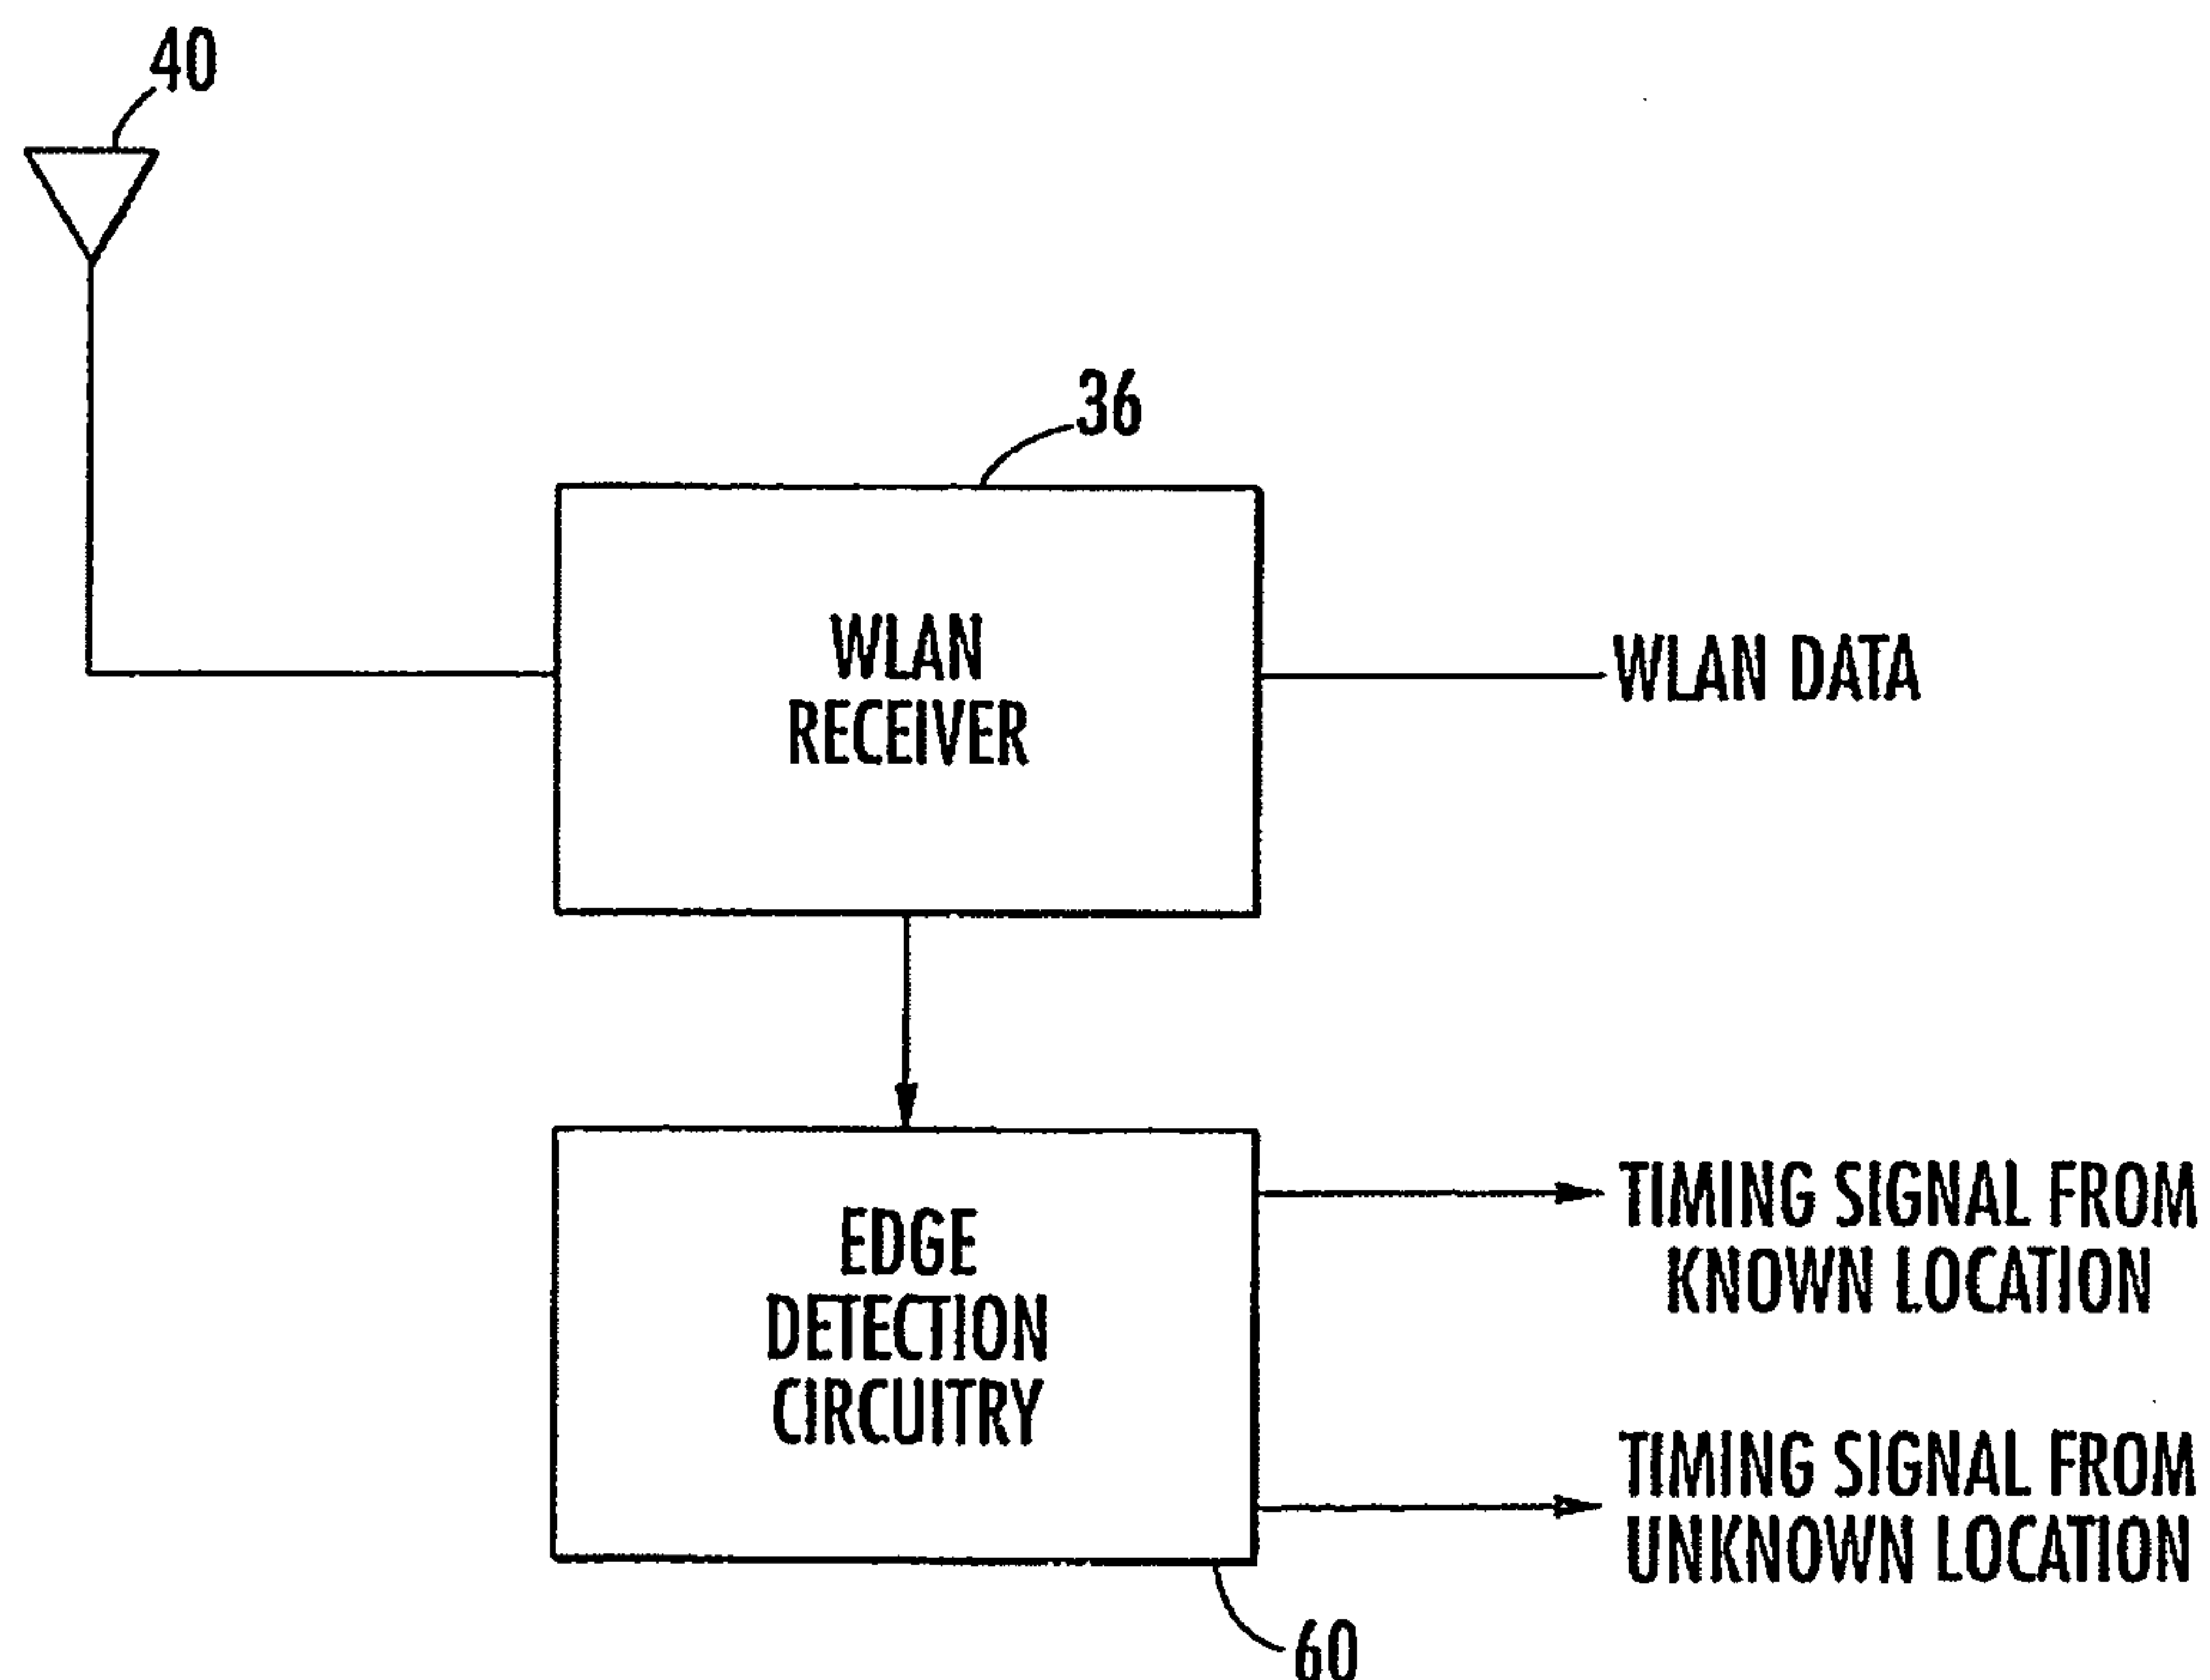 40
36
WLAN
RECEIVER
WLAN DATA
EDGE
DETECTION
CIRCUITRY
TIMING SIGNAL FROM
KNOWN LOCATION
TIMING SIGNAL FROM
UNKNOWN LOCATION
60